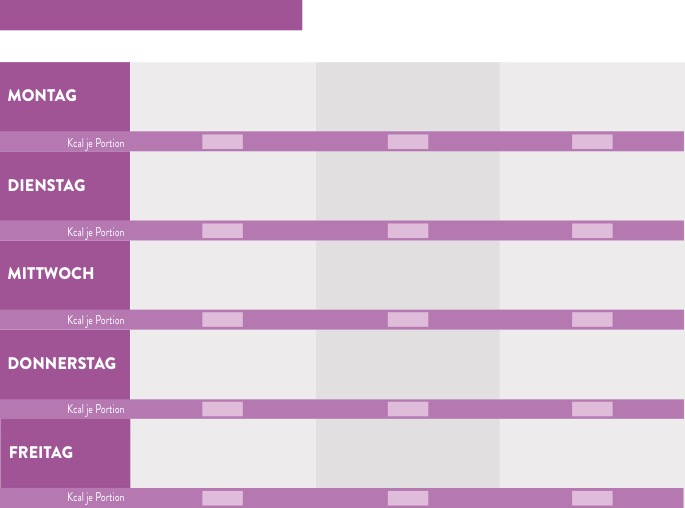 MONTAG
Kcal je Portion
DIENSTAG
Kcal je Portion
MITTWOCH
Kcal je Portion
DONNERSTAG
Kcal je Portion
FREITAG
Kcal je Portion